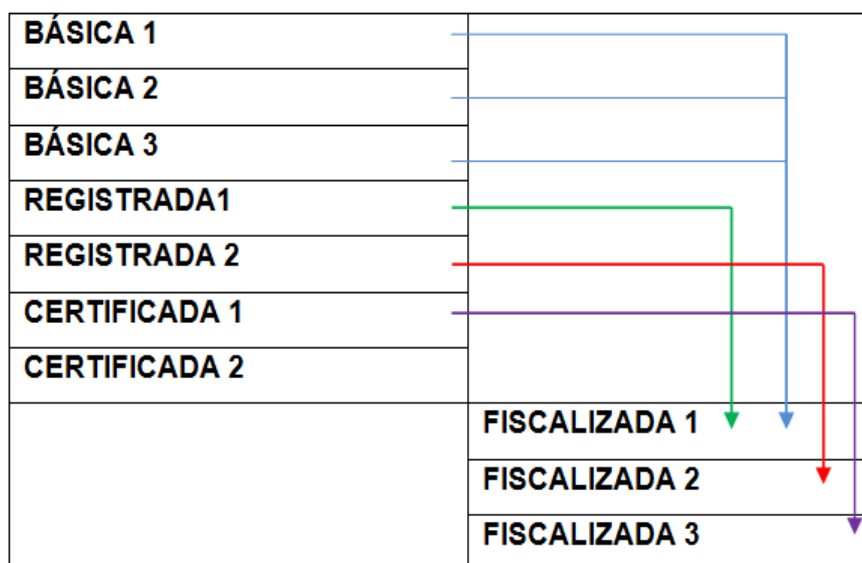 BÁSICA 1
BÁSICA 2
BÁSICA 3
REGISTRADA1
REGISTRADA 2
CERTIFICADA 1
CERTIFICADA 2
FISCALIZADA 1
FISCALIZADA 2
FISCALIZADA 3